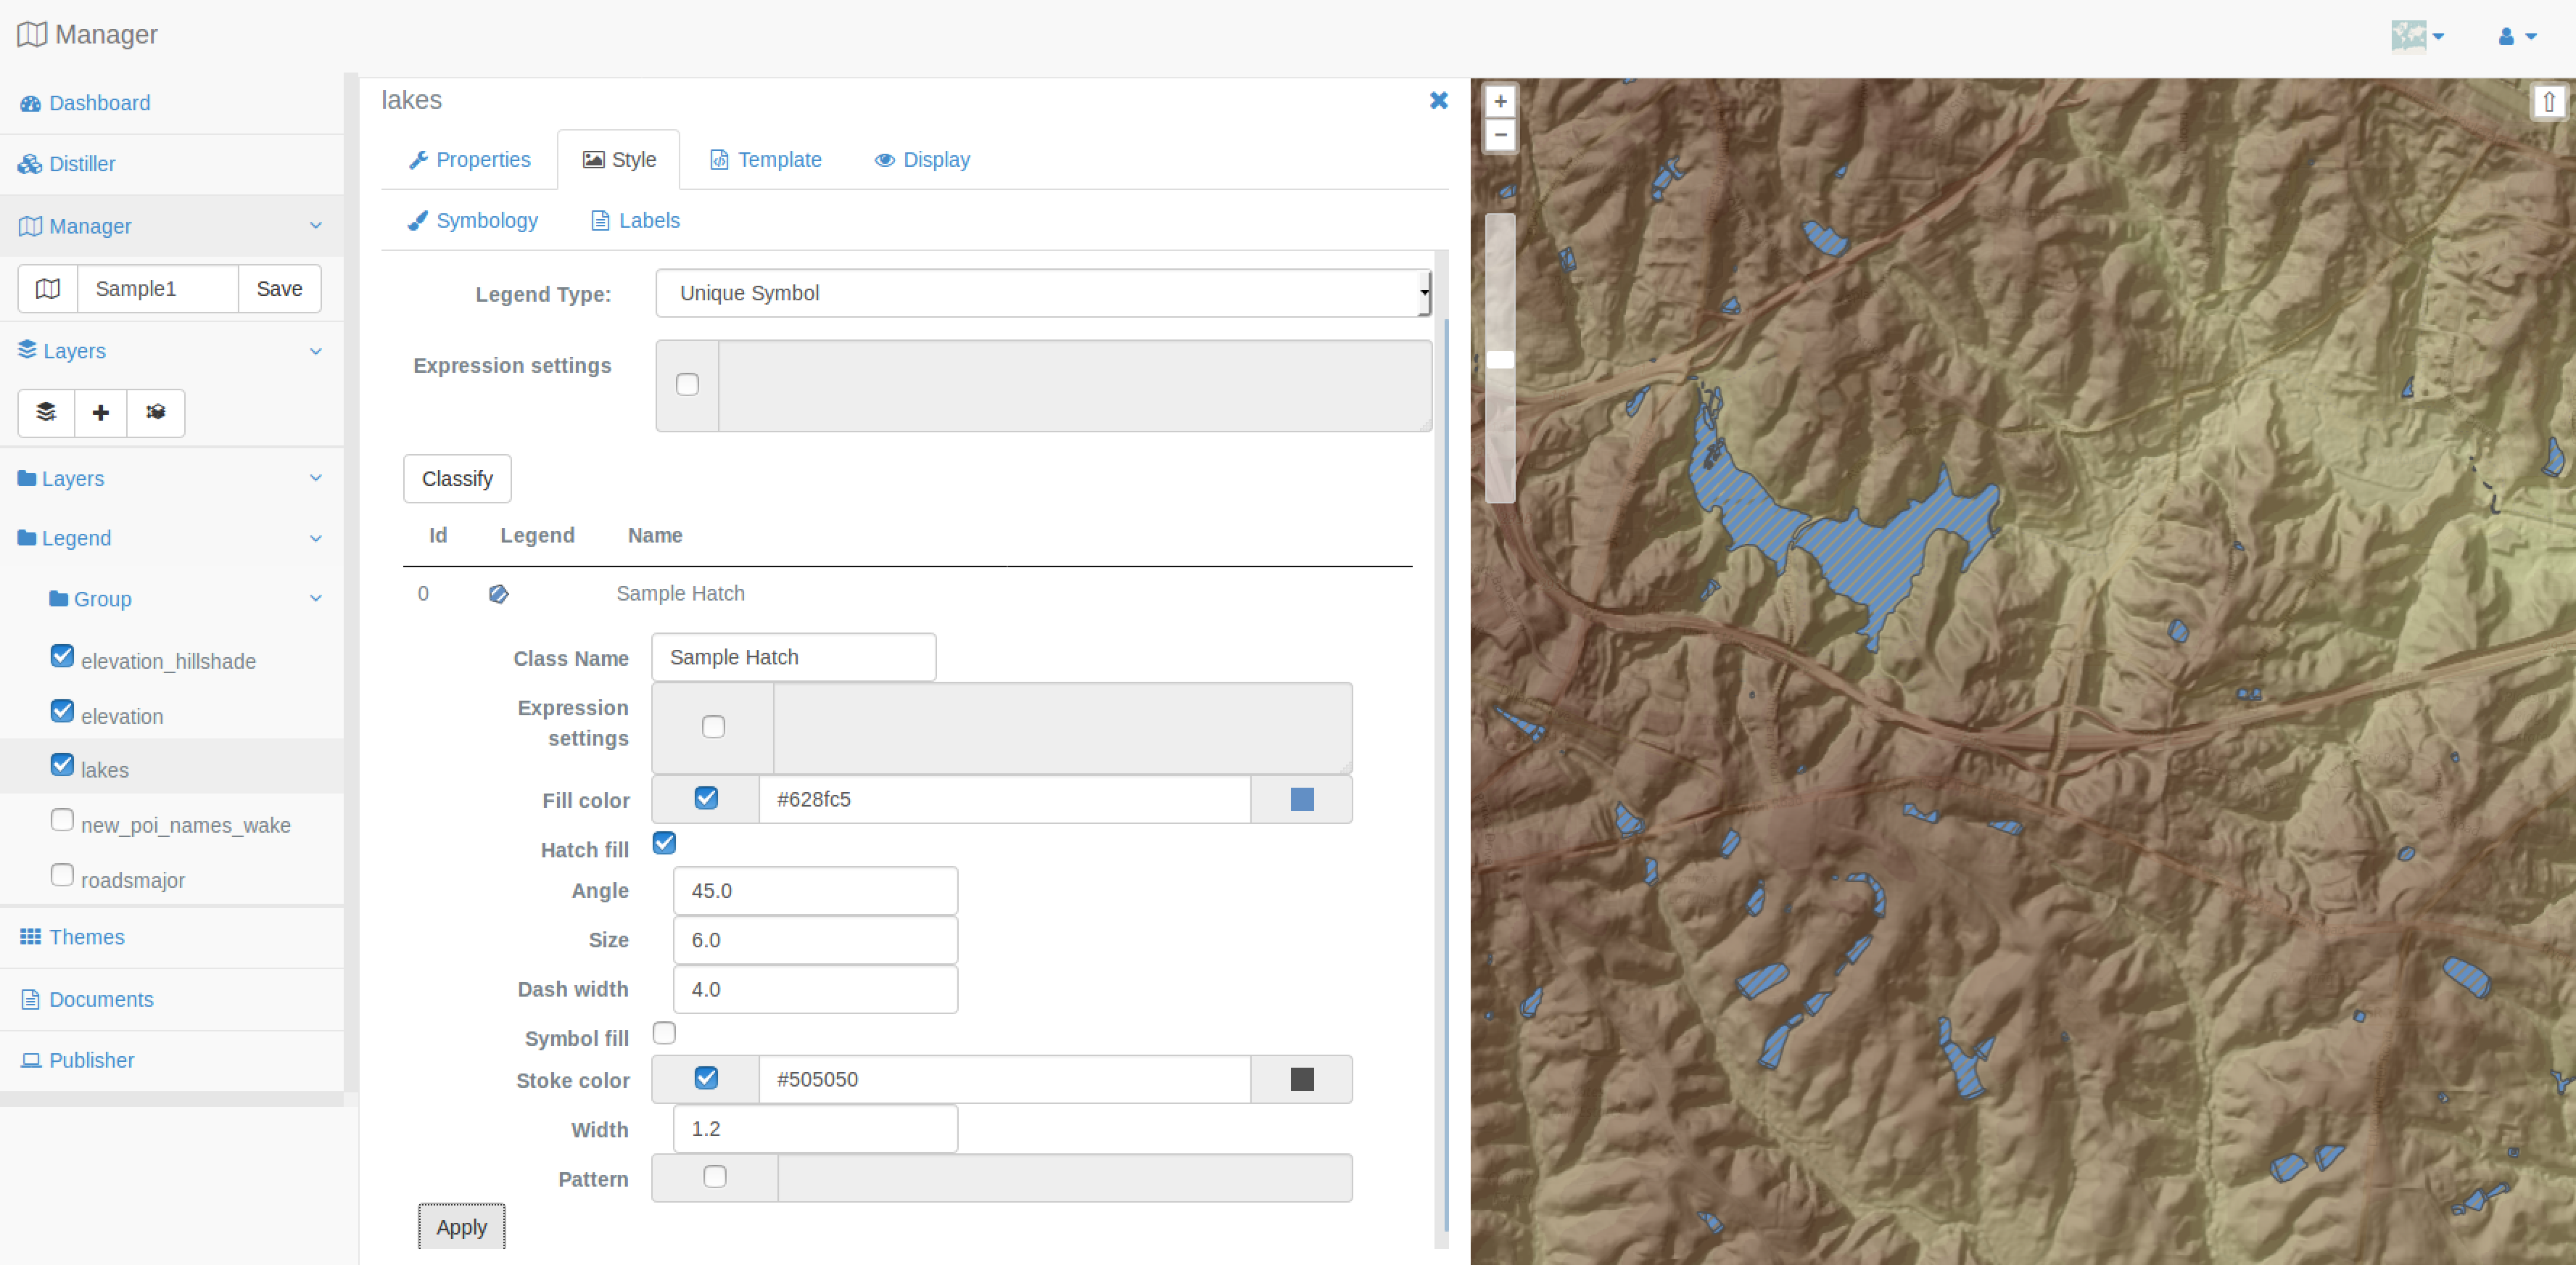 Manager
Dashboard
Distiller
Manager
Sample1 Save
Layers
Layers
Legend
Group
elevation_hillshade
elevation
lakes
new_poi_names_wake
roadsmajor
Themes
Documents
Publisher
lakes
Properties Style Template Display
Symbology Labels
Legend Type: Unique Symbol
Expression settings
Classify
Id Legend Name
0 Sample Hatch
Class Name Sample Hatch
Expression
settings
Fill color #628fc5
Hatch fill
Angle 45.0
Size 6.0
Dash width 4.0
Symbol fill
Stoke color #505050
Width 1.2
Pattern
Apply
+
−
⇧